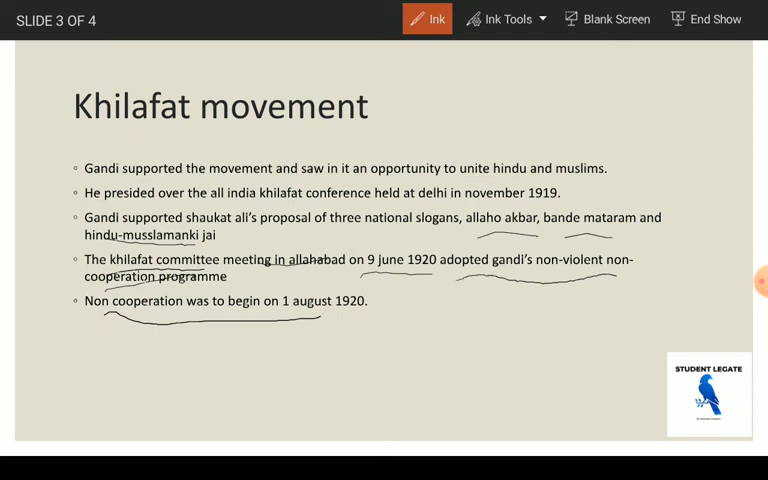 SLIDE 3 OF 4
Ink
Ink Tools
Blank Screen
End Show
Khilafat movement
Gandi supported the movement and saw in it an opportunity to unite hindu and muslims.
He presided over the all india khilafat conference held at delhi in november 1919.
Gandi supported shaukat ali's proposal of three national slogans, allaho akbar, bande mataram and
hindu-musslamanki jai
The khilafat committee meeting in allahabad on 9 june 1920 adopted gandi's non-violent non-
cooperation programme
Non cooperation was to begin on 1 august 1920.
STUDENT LEGATE